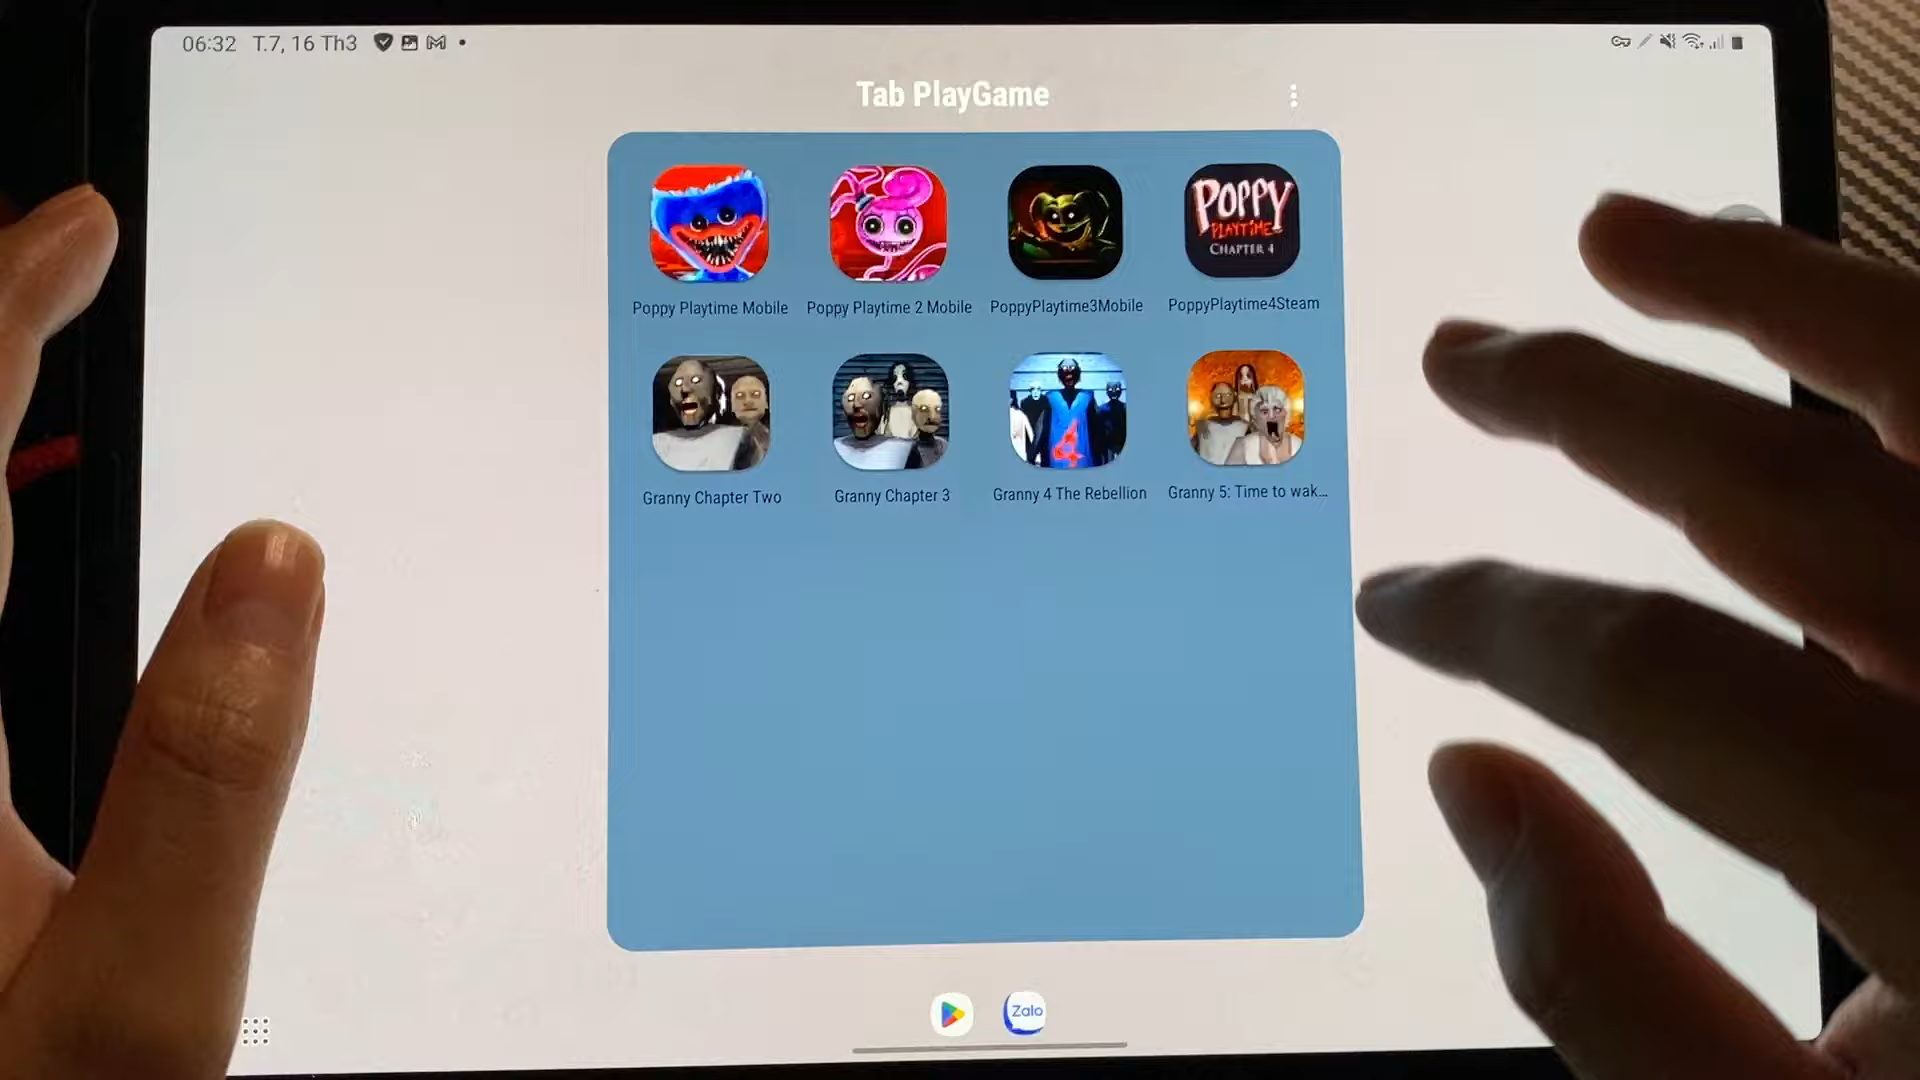 06:32 T.7, 16 Th3
Tab PlayGame
POPPY
PLAYTIME
CHAPTER 4
Poppy Playtime Mobile
Poppy Playtime 2 Mobile
PoppyPlaytime3Mobile
PoppyPlaytime4Steam
4
Granny Chapter Two
Granny Chapter 3
Granny 4 The Rebellion
Granny 5: Time to wak...
Zalo